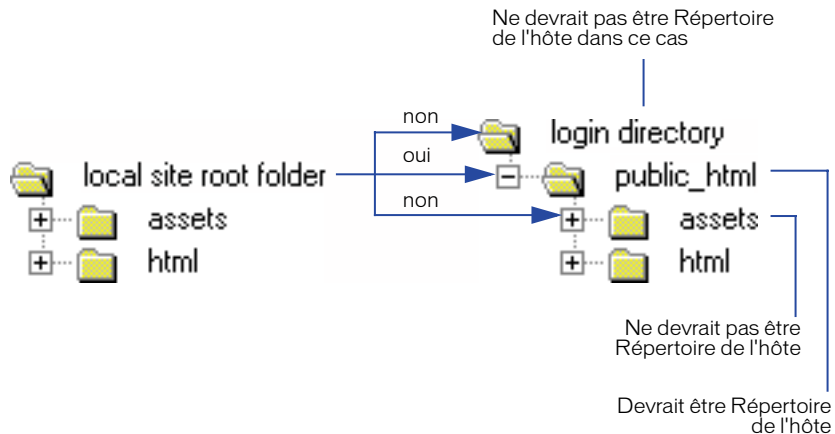 Ne devrait pas être Répertoire
de l'hôte dans ce cas
non
login directory
oui
local site root folder
public_html
non
assets
assets
html
html
Ne devrait pas être
Répertoire de l'hôte
Devrait être Répertoire
de l'hôte